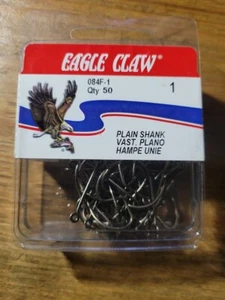 EAGLE CLAW®
084F-1
Qty 50
1
PLAIN SHANK
VAST. PLANO
HAMPE UNIE